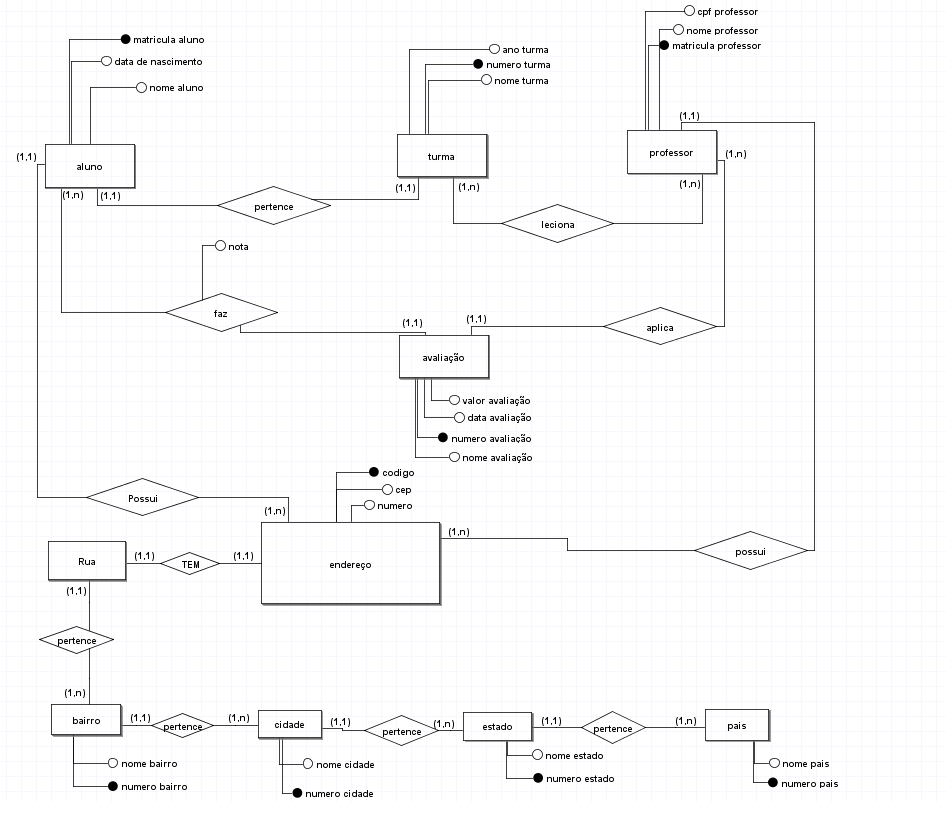 cpf professor
nome professor
matricula professor
matricula aluno
data de nascimento
nome aluno
ano turma
numero turma
nome turma
(1,1)
(1,1)
aluno
turma
professor
(1,n)
(1,n)
(1,1)
(1,1)
(1,n)
(1,n)
pertence
leciona
nota
faz
(1,1)
(1,1)
aplica
avaliação
valor avaliação
data avaliação
numero avaliação
nome avaliação
codigo
cep
numero
Possui
(1,n)
(1,n)
possui
Rua
(1,1)
TEM
(1,1)
endereço
(1,1)
pertence
(1,n)
bairro
(1,1)
pertence
(1,n)
cidade
(1,1)
pertence
(1,n)
estado
(1,1)
pertence
(1,n)
pais
nome bairro
numero bairro
nome cidade
numero cidade
nome estado
numero estado
nome pais
numero pais